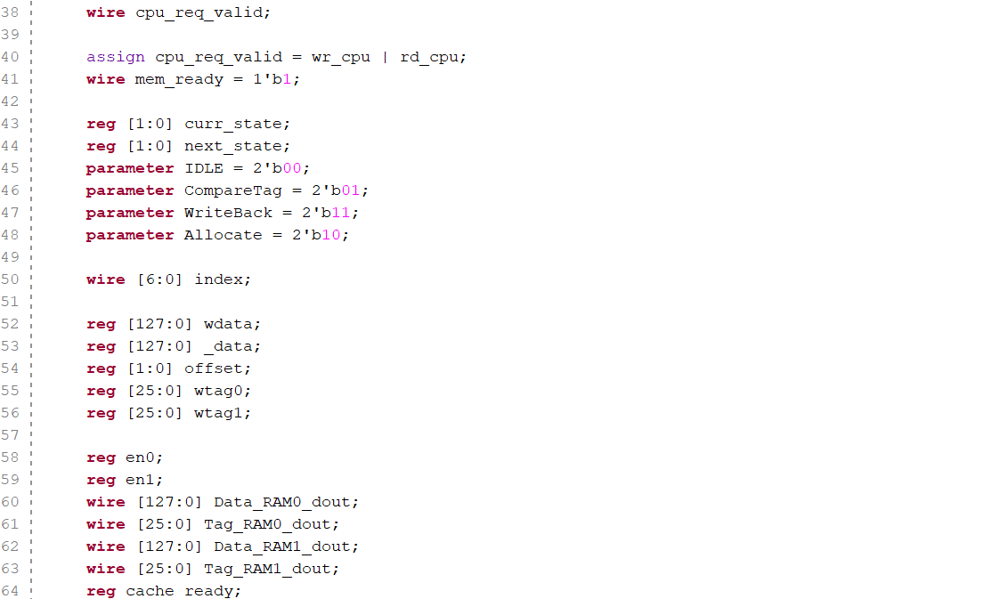 38 wire cpu_req_valid;
39
40 assign cpu_req_valid = wr_cpu | rd_cpu;
41 wire mem_ready = 1'b1;
42
43 reg [1:0] curr_state;
44 reg [1:0] next_state;
45 parameter IDLE = 2'b00;
46 parameter CompareTag = 2'b01;
47 parameter WriteBack = 2'b11;
48 parameter Allocate = 2'b10;
49
50 wire [6:0] index;
51
52 reg [127:0] wdata;
53 reg [127:0] _data;
54 reg [1:0] offset;
55 reg [25:0] wtag0;
56 reg [25:0] wtag1;
57
58 reg en0;
59 reg en1;
60 wire [127:0] Data_RAM0_dout;
61 wire [25:0] Tag_RAM0_dout;
62 wire [127:0] Data_RAM1_dout;
63 wire [25:0] Tag_RAM1_dout;
64 reg cache ready;